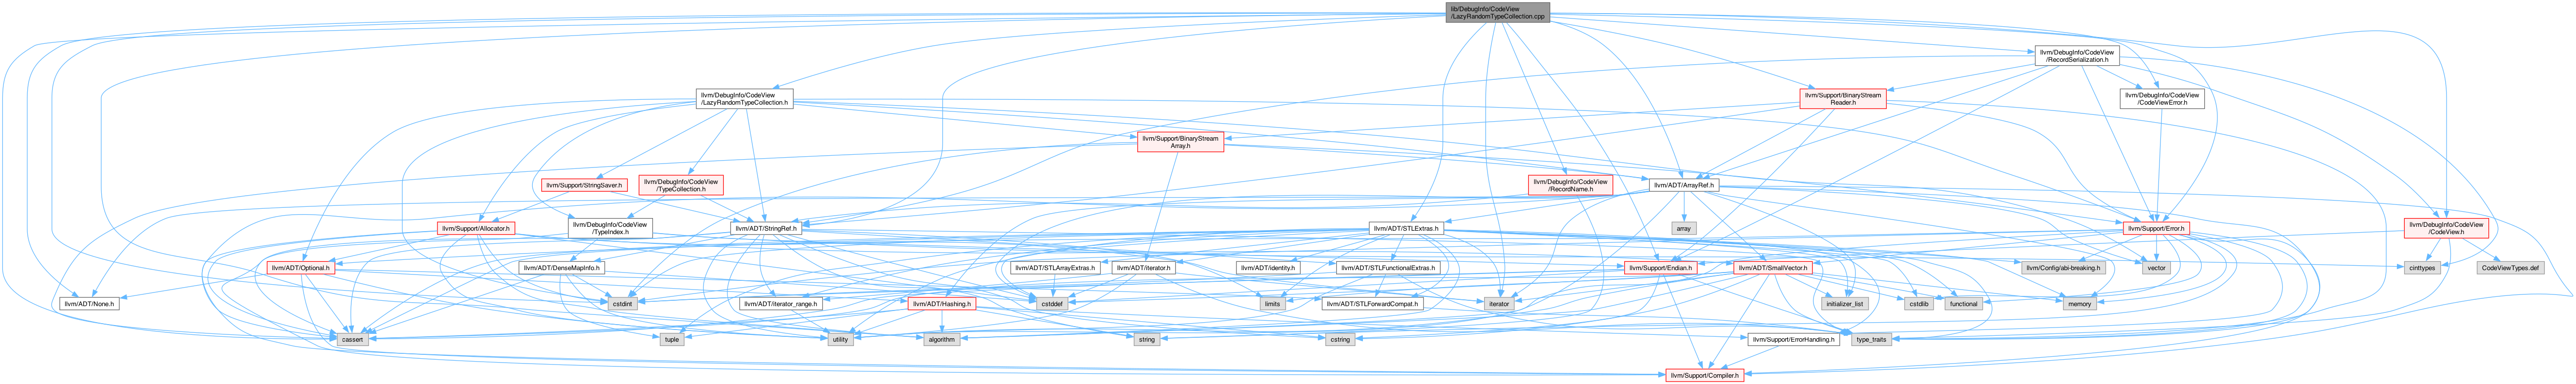 lib/DebugInfo/CodeView
/LazyRandomTypeCollection.cpp
llvm/DebugInfo/CodeView
/RecordSerialization.h
llvm/DebugInfo/CodeView
/LazyRandomTypeCollection.h
llvm/Support/BinaryStream
Reader.h
llvm/DebugInfo/CodeView
/CodeViewError.h
llvm/Support/BinaryStream
Array.h
llvm/Support/StringSaver.h
llvm/DebugInfo/CodeView
/TypeCollection.h
llvm/DebugInfo/CodeView
/RecordName.h
llvm/ADT/ArrayRef.h
llvm/Support/Allocator.h
llvm/DebugInfo/CodeView
/TypeIndex.h
llvm/ADT/StringRef.h
llvm/ADT/STLExtras.h
array
llvm/Support/Error.h
llvm/DebugInfo/CodeView
/CodeView.h
llvm/ADT/Optional.h
llvm/ADT/DenseMapInfo.h
llvm/ADT/STLArrayExtras.h
llvm/ADT/iterator.h
llvm/ADT/identity.h
llvm/ADT/STLFunctionalExtras.h
llvm/Support/Endian.h
llvm/ADT/SmallVector.h
llvm/Config/abi-breaking.h
vector
cinttypes
CodeViewTypes.def
llvm/ADT/None.h
cstdint
llvm/ADT/iterator_range.h
llvm/ADT/Hashing.h
cstddef
limits
llvm/ADT/STLForwardCompat.h
iterator
initializer_list
cstdlib
functional
memory
cassert
tuple
utility
algorithm
string
cstring
llvm/Support/ErrorHandling.h
type_traits
llvm/Support/Compiler.h